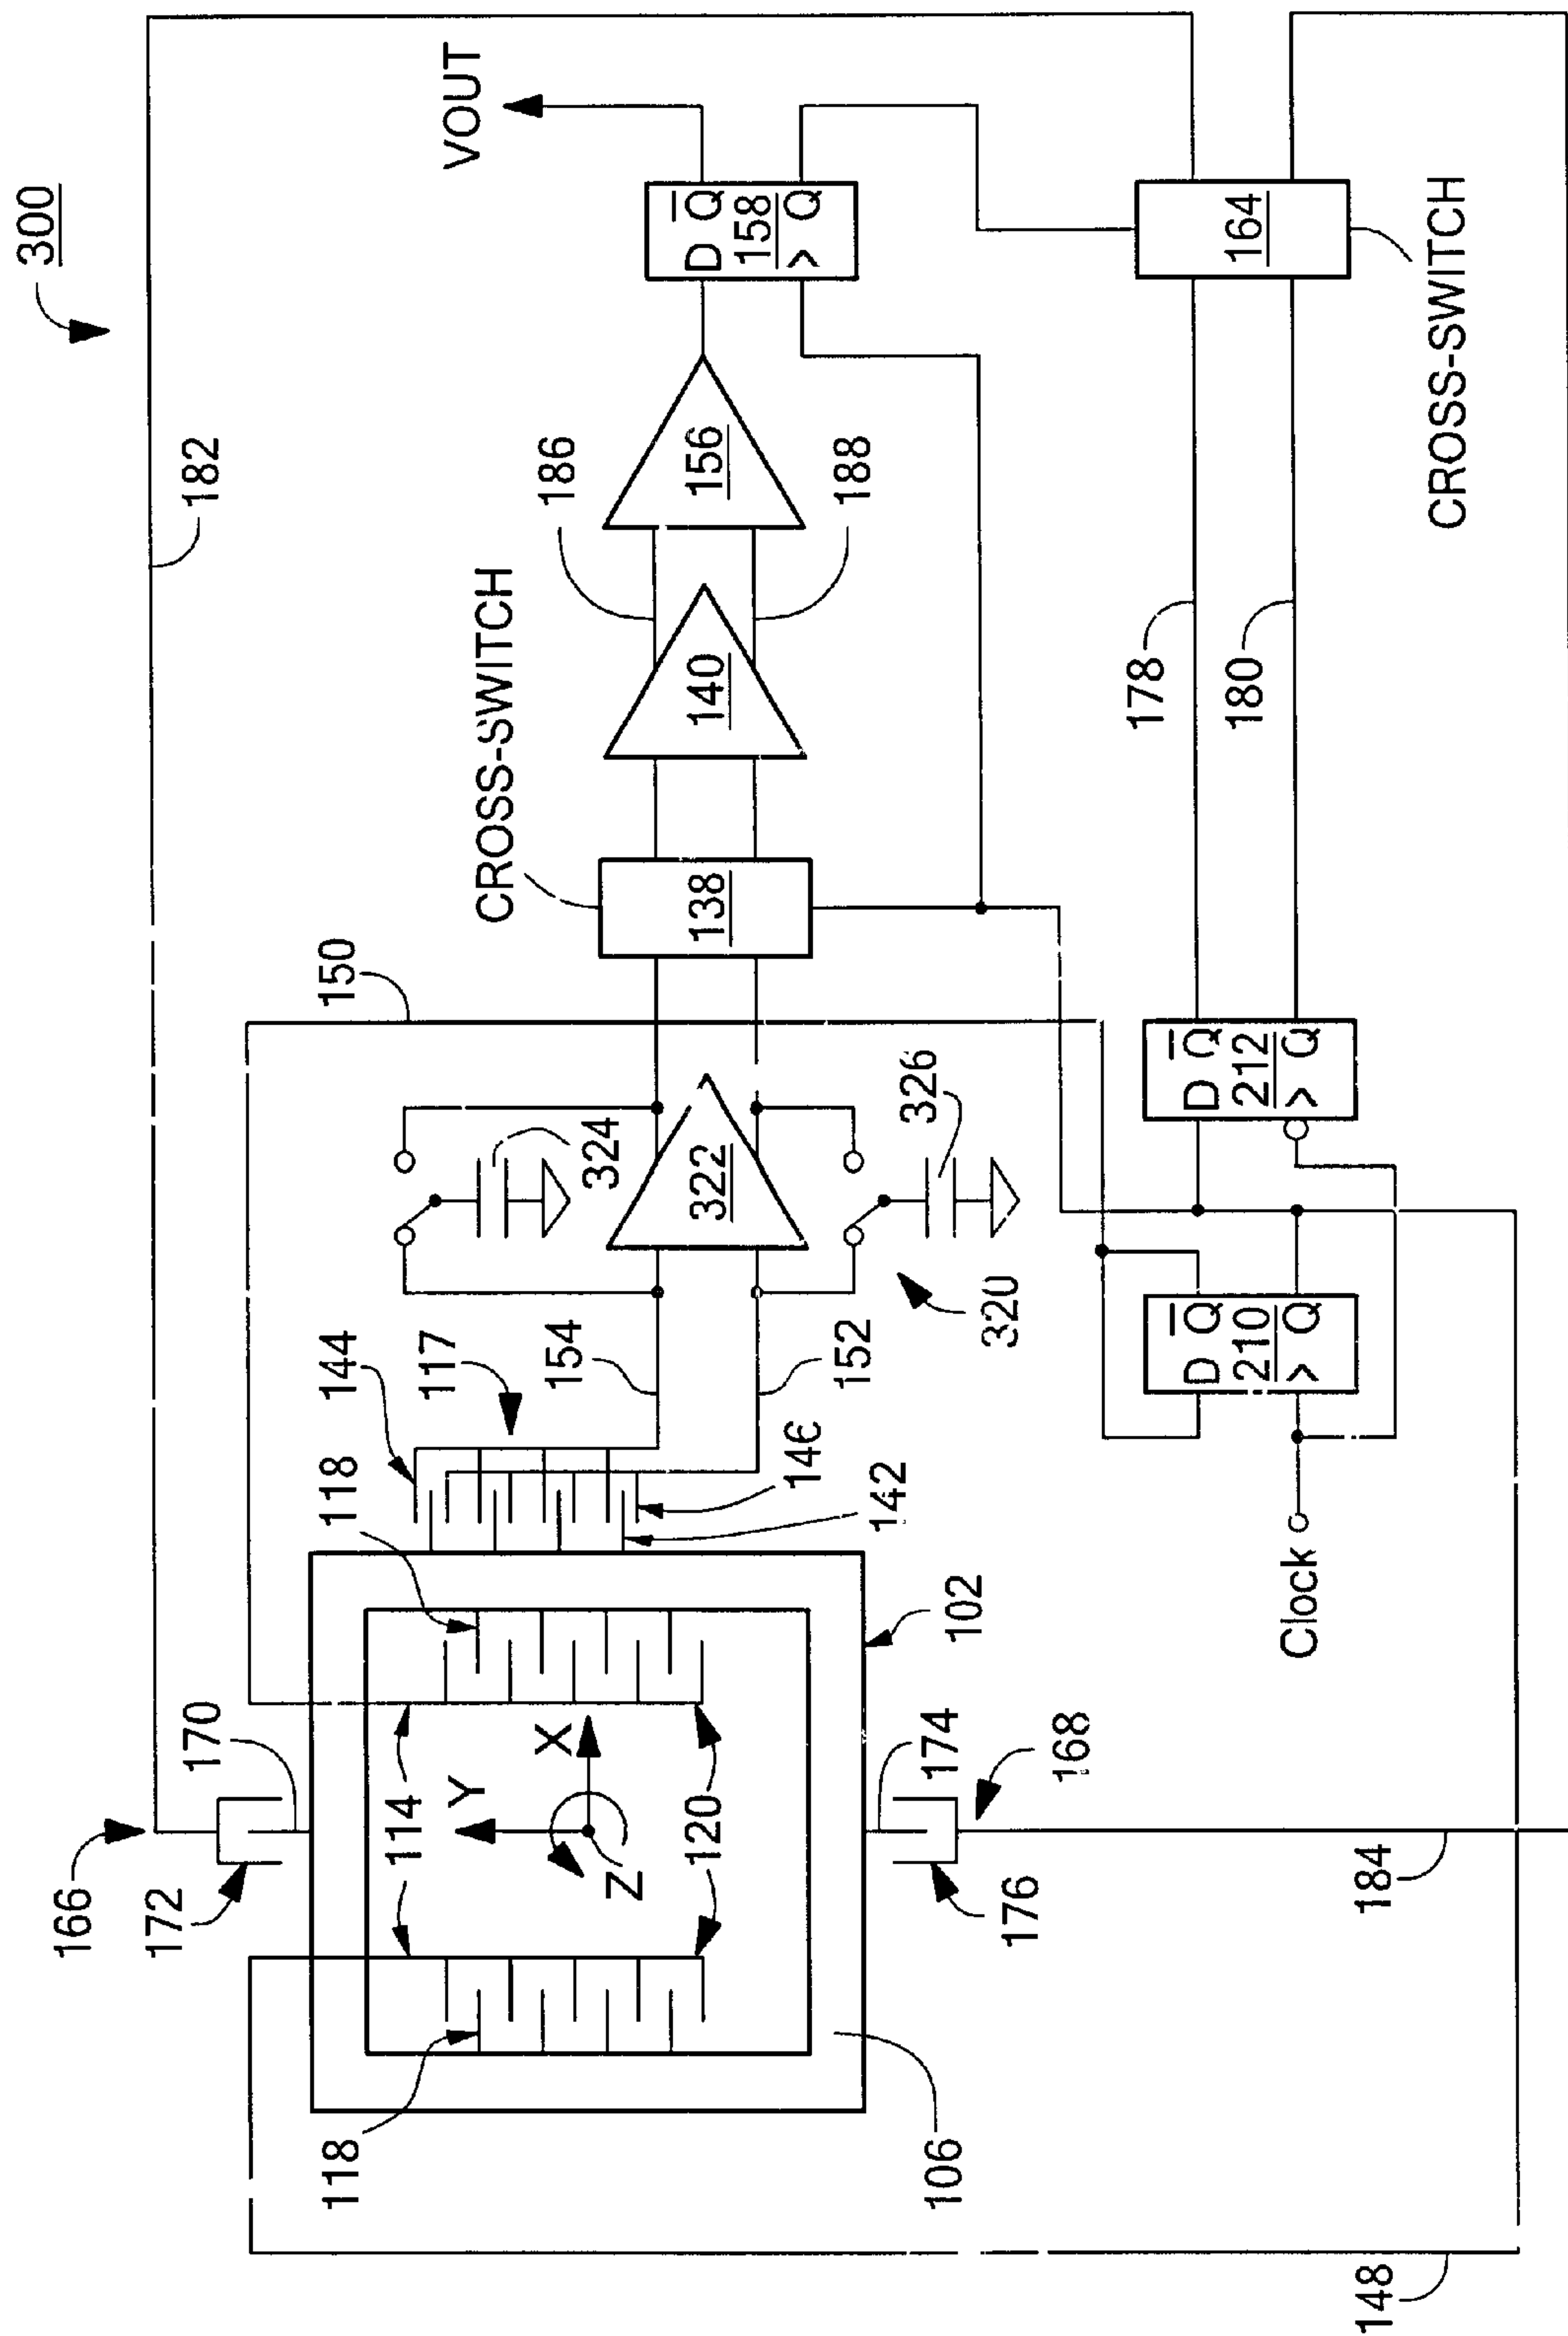 300
182
VOUT
D Q
158
> Q
186
156
188
CROSS-SWITCH
140
138
150
164
CROSS-SWITCH
178
180
324
322
326
320
144
117
154
152
118
146
142
D Q
212
> Q
D Q
210
> Q
Clock
166
172
170
114
Y
X
Z
120
102
174
168
176
184
118
106
148